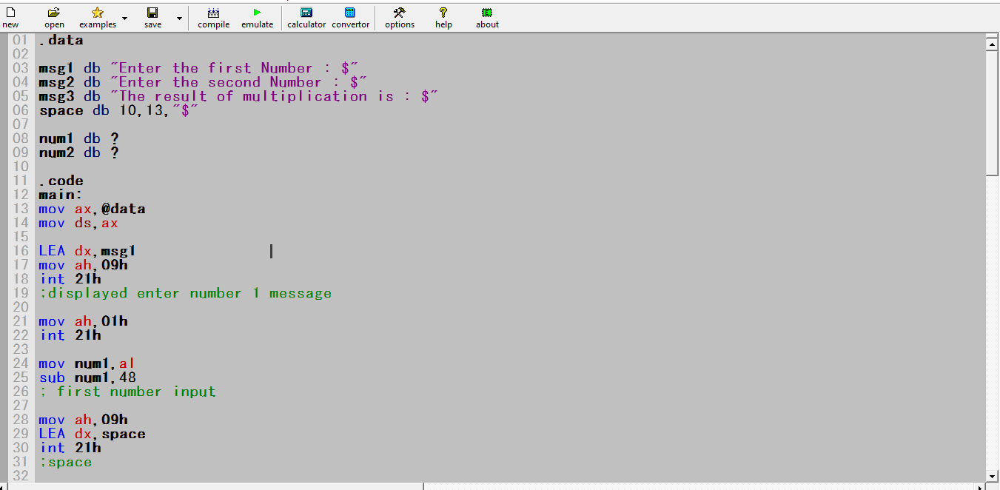 new open examples save compile emulate calculator convertor options help about
01 .data
02
03 msg1 db "Enter the first Number : $"
04 msg2 db "Enter the second Number : $"
05 msg3 db "The result of multiplication is : $"
06 space db 10,13,"$"
07
08 num1 db ?
09 num2 db ?
10
11 .code
12 main:
13 mov ax,@data
14 mov ds,ax
15
16 LEA dx,msg1
17 mov ah,09h
18 int 21h
19 ;displayed enter number 1 message
20
21 mov ah,01h
22 int 21h
23
24 mov num1,al
25 sub num1,48
26 ; first number input
27
28 mov ah,09h
29 LEA dx,space
30 int 21h
31 ;space
32